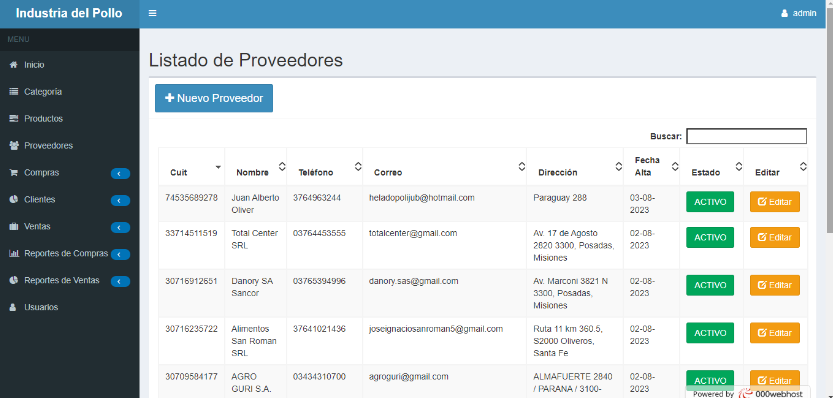 Industria del Pollo
admin
MENU
Inicio
Categoría
Productos
Proveedores
Compras
Clientes
Ventas
Reportes de Compras
Reportes de Ventas
Usuarios
Listado de Proveedores
Nuevo Proveedor
Buscar:
Cuit Nombre Teléfono Correo Dirección Fecha Alta Estado Editar
74535689278 Juan Alberto 3764963244 heladopolijub@hotmail.com Paraguay 288 03-08- ACTIVO Editar
Oliver 2023
33714511519 Total Center 03764453555 totalcenter@gmail.com Av. 17 de Agosto 02-08- ACTIVO Editar
SRL 2820 3300, Posadas, 2023
Misiones
30716912651 Danory SA 03765394996 danory.sas@gmail.com Av. Marconi 3821 N 02-08- ACTIVO Editar
Sancor 3300, Posadas, 2023
Misiones
30716235722 Alimentos 37641021436 joseignaciosanroman5@gmail.com Ruta 11 km 360.5, 02-08- ACTIVO Editar
San Roman S2000 Oliveros, 2023
SRL Santa Fe
30709584177 AGRO 03434310700 agroguri@gmail.com ALMAFUERTE 2840 02-08- ACTIVO Editar
GURI S.A. / PARANA / 3100- 2023
Powered by 000webhost